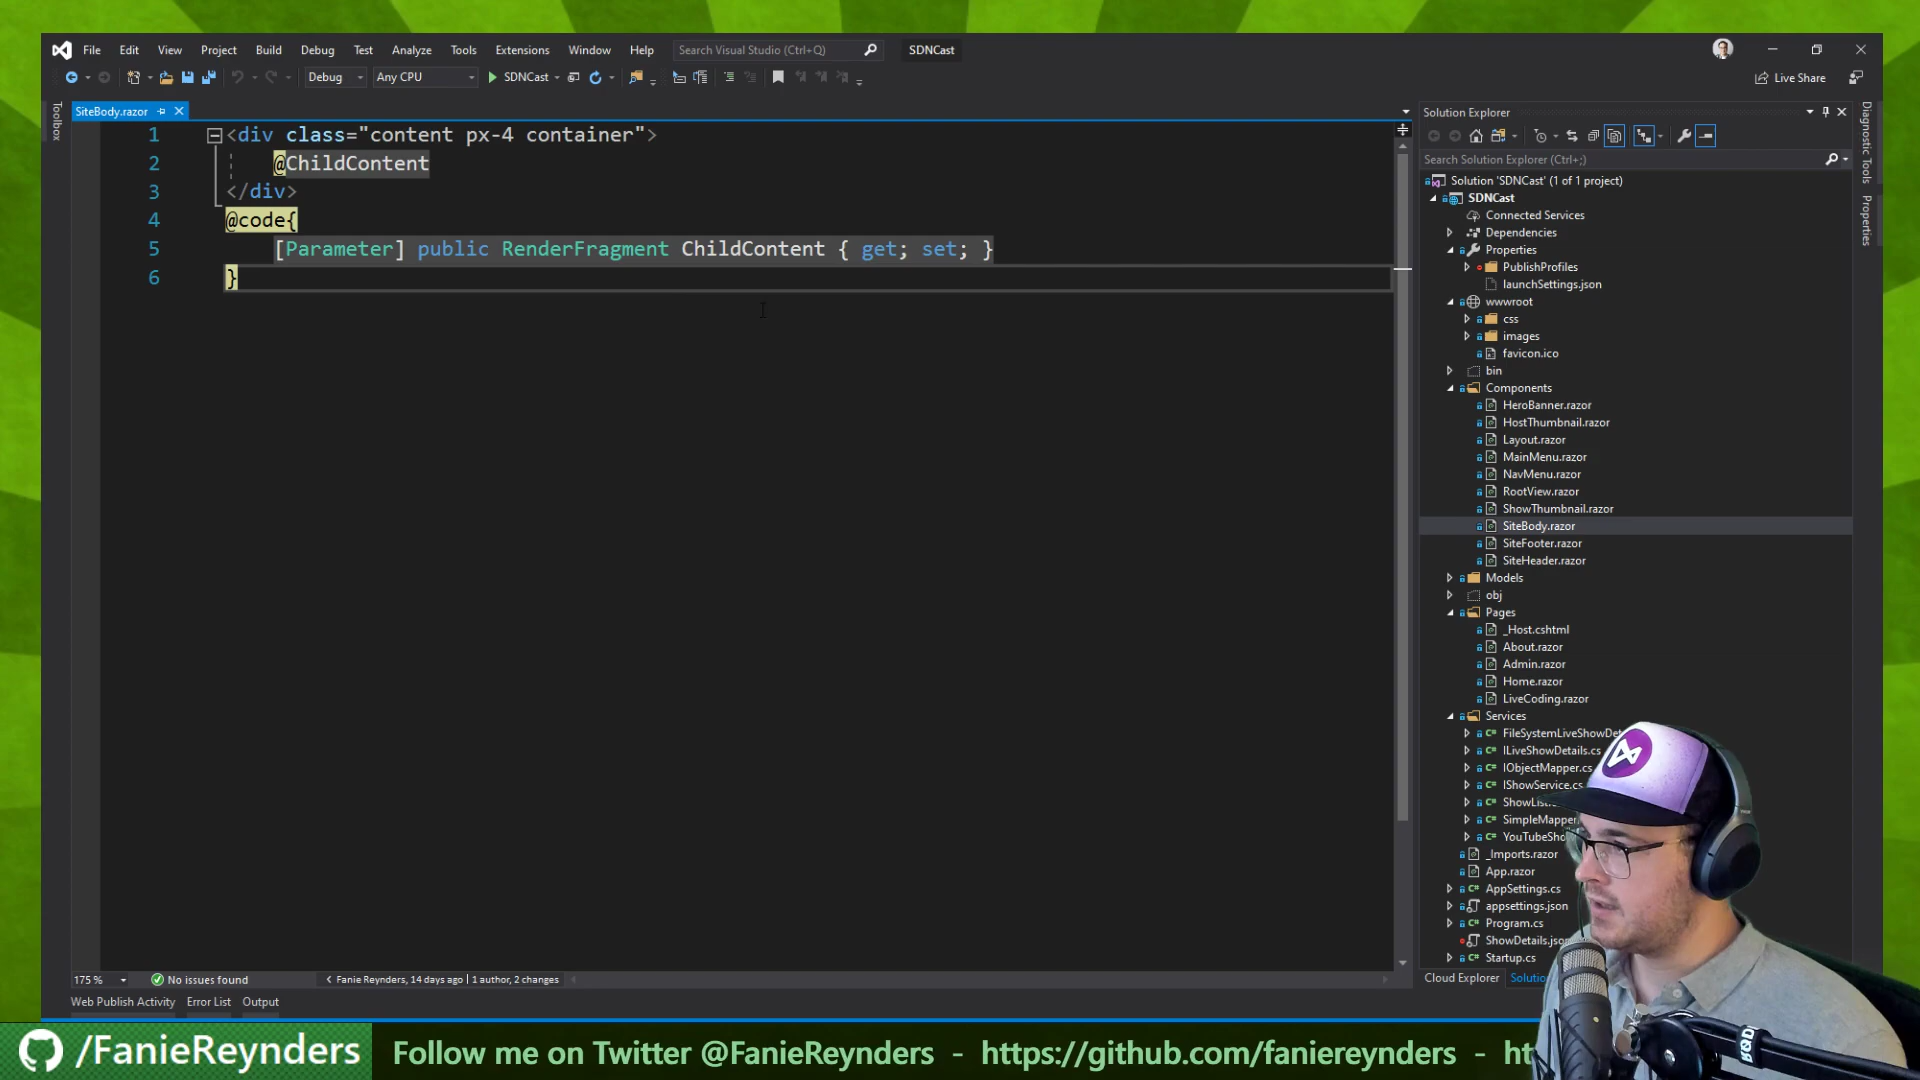 File Edit View Project Build Debug Test Analyze Tools Extensions Window Help Search Visual Studio (Ctrl+Q) SDNCast
Debug Any CPU SDNCast Live Share
Toolbox
SiteBody.razor
1 <div class="content px-4 container">
2 @ChildContent
3 </div>
4 @code{
5 [Parameter] public RenderFragment ChildContent { get; set; }
6 }
Solution Explorer
Search Solution Explorer (Ctrl+;)
Solution 'SDNCast' (1 of 1 project)
SDNCast
Connected Services
Dependencies
Properties
PublishProfiles
launchSettings.json
wwwroot
css
images
favicon.ico
bin
Components
HeroBanner.razor
HostThumbnail.razor
Layout.razor
MainMenu.razor
NavMenu.razor
RootView.razor
ShowThumbnail.razor
SiteBody.razor
SiteFooter.razor
SiteHeader.razor
Models
obj
Pages
_Host.cshtml
About.razor
Admin.razor
Home.razor
LiveCoding.razor
Services
FileSystemLiveShowDet
ILiveShowDetails.cs
IObjectMapper.cs
IShowService.cs
ShowList
SimpleMapper
YouTubeSho
_Imports.razor
App.razor
AppSettings.cs
appsettings.json
Program.cs
ShowDetails.json
Startup.cs
Cloud Explorer Solutio
Diagnostic Tools
Properties
175 % No issues found Fanie Reynders, 14 days ago | 1 author, 2 changes
Web Publish Activity Error List Output
/FanieReynders Follow me on Twitter @FanieReynders - https://github.com/faniereynders - ht